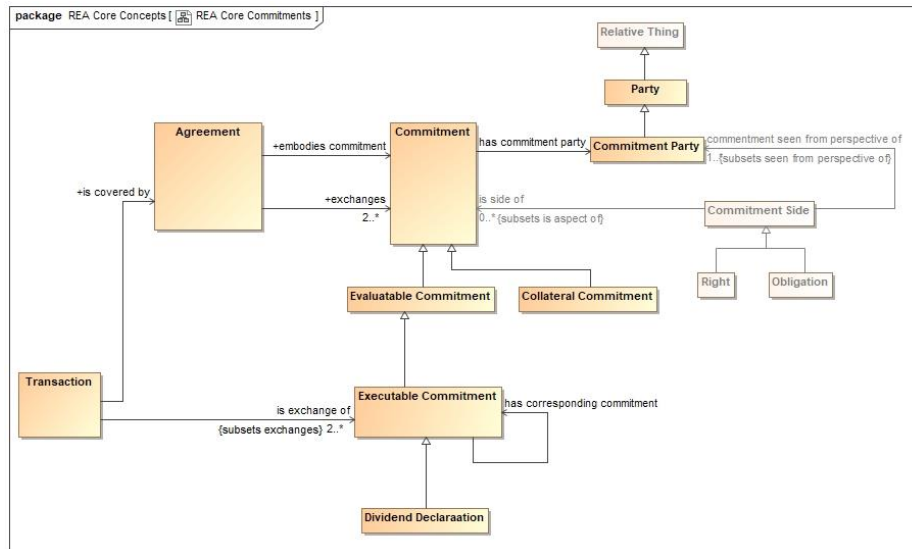 package REA Core Concepts [ REA Core Commitments ]
Relative Thing
Party
Agreement
Commitment
+embodies commitment
has commitment party
Commitment Party
commentment seen from perspective of
1..*{subsets seen from perspective of}
+is covered by
+exchanges
2..*
is side of
0..*{subsets is aspect of}
Commitment Side
Right
Obligation
Evaluatable Commitment
Collateral Commitment
Transaction
Executable Commitment
has corresponding commitment
is exchange of
{subsets exchanges} 2..*
Dividend Declaraation